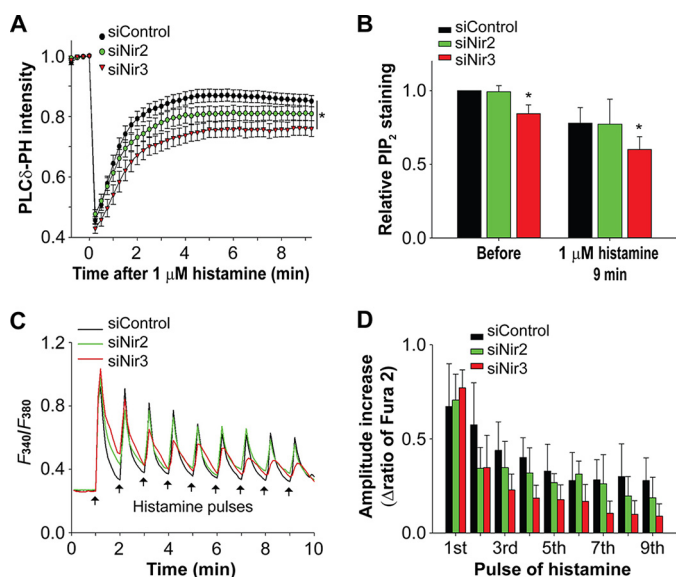 A
siControl
siNir2
siNir3
PLCδ-PH intensity
1.0
0.8
0.6
0.4
*
0 2 4 6 8
Time after 1 μM histamine (min)
B
siControl
siNir2
siNir3
Relative PIP2 staining
1.0
0.5
0.0
*
*
Before
1 μM histamine
9 min
C
siControl
siNir2
siNir3
F340/F380
1.2
0.8
0.4
0.0
Histamine pulses
0 2 4 6 8 10
Time (min)
D
siControl
siNir2
siNir3
Amplitude increase
(Δratio of Fura 2)
1.0
0.5
0.0
1st 3rd 5th 7th 9th
Pulse of histamine